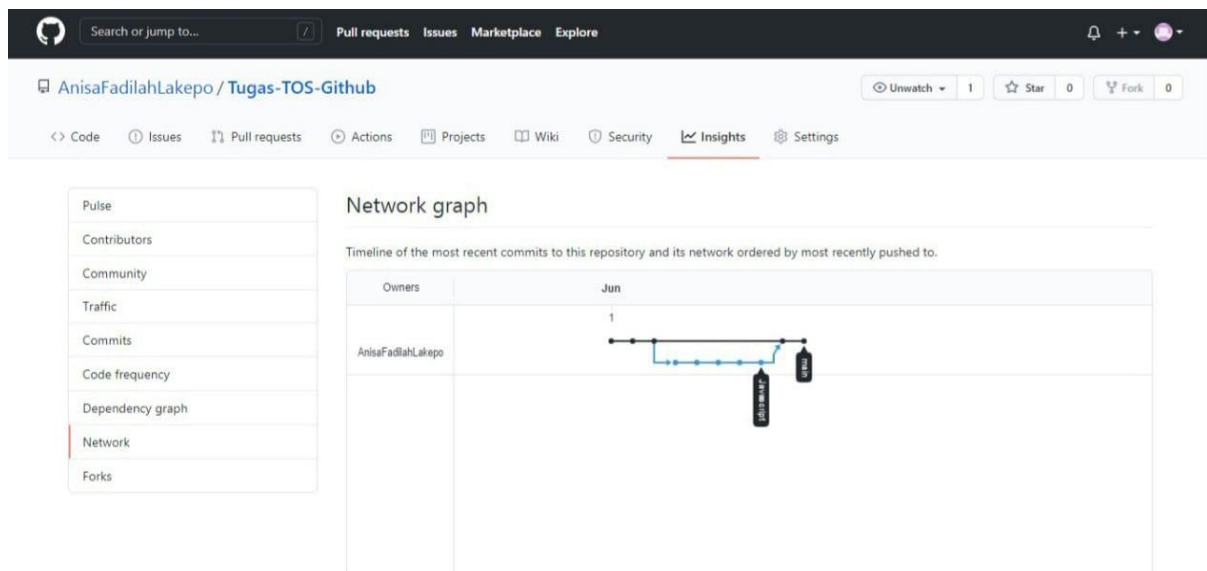 Search or jump to... / Pull requests Issues Marketplace Explore
AnisaFadilahLakepo / Tugas-TOS-Github Unwatch 1 Star 0 Fork 0
<> Code Issues Pull requests Actions Projects Wiki Security Insights Settings
Pulse
Contributors
Community
Traffic
Commits
Code frequency
Dependency graph
Network
Forks
Network graph
Timeline of the most recent commits to this repository and its network ordered by most recently pushed to.
Owners Jun
1
AnisaFadilahLakepo
main
Javascript